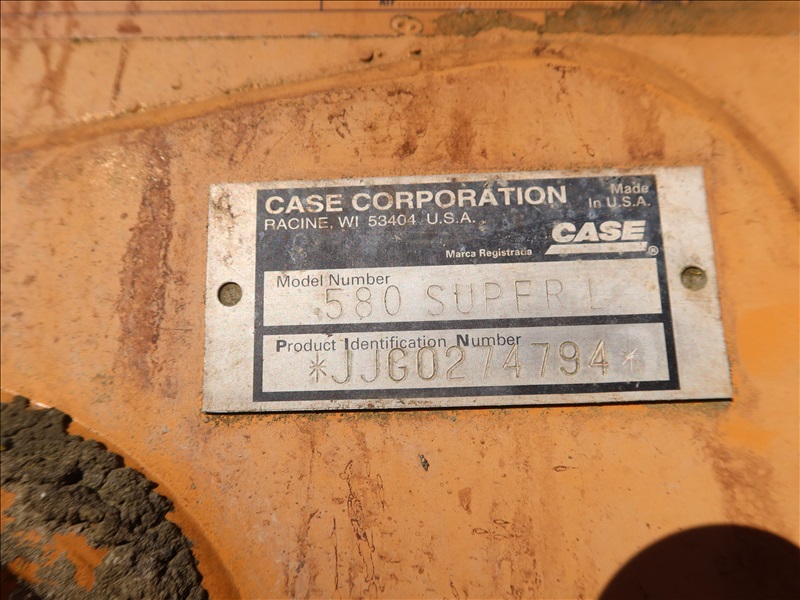 CASE CORPORATION
RACINE, WI 53404 U.S.A.
Made
In U.S.A.
CASE
Marca Registrada ®
Model Number
580 SUPER L
Product Identification Number
*JJG0274794*